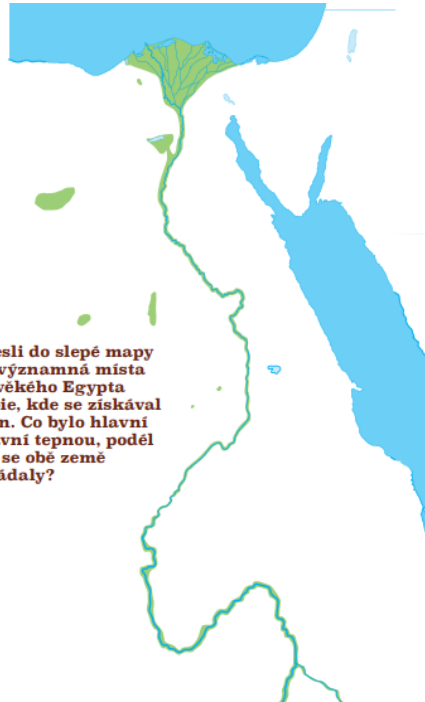 esli do slepé mapy
významná místa
věkého Egypta
ie, kde se získával
n. Co bylo hlavní
vní tepnou, podél
se obě země
ádaly?